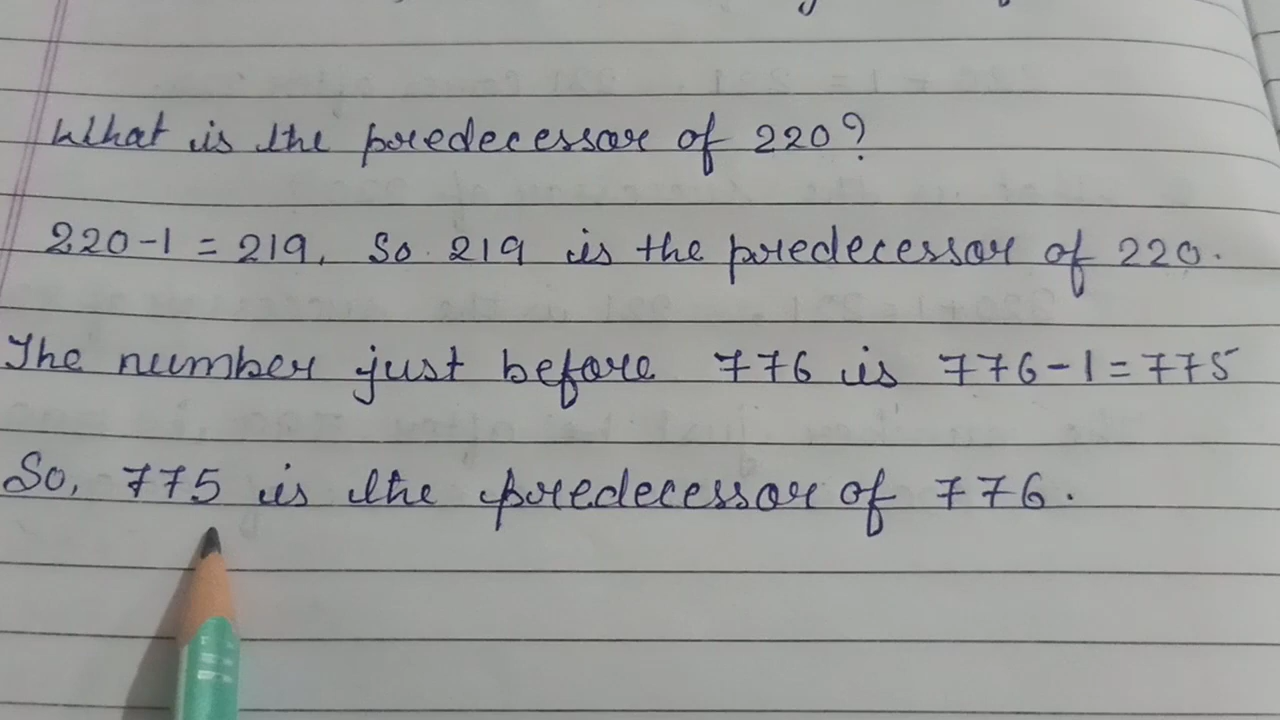 What is the predecessor of 220?
220-1 = 219. So 219 is the predecessor of 220.
The number just before 776 is 776-1 = 775
So, 775 is the predecessor of 776.